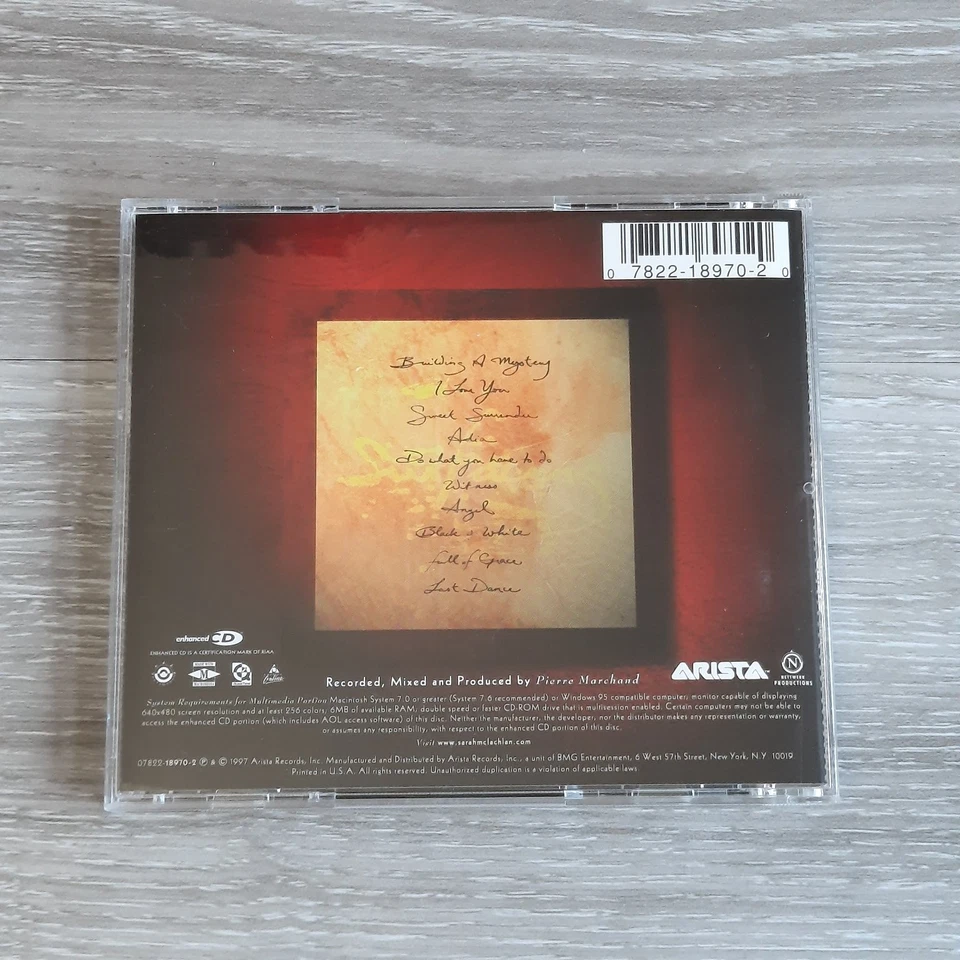 0 7822-18970-2 0
Building A Mystery
I Love You
Sweet Surrender
Adia
Do what you have to do
Witness
Angel
Black & White
Full of Grace
Last Dance
enhanced CD
ENHANCED CD IS A CERTIFICATION MARK OF RIAA
MADE WITH
M
ARISTA
N
NETTWERK
PRODUCTIONS
Recorded, Mixed and Produced by Pierre Marchand
System Requirements for Multimedia Portion Macintosh System 7.0 or greater (System 7.6 recommended) or Windows 95 compatible computer, monitor capable of displaying
640x480 screen resolution and at least 256 colors, 6MB of available RAM, double speed or faster CD-ROM drive that is multisession enabled. Certain computers may not be able to
access the enhanced CD portion (which includes AOL access software) of this disc. Neither the manufacturer, the developer, nor the distributor makes any representation or warranty,
or assumes any responsibility, with respect to the enhanced CD portion of this disc.
Visit www.sarahmclachlan.com
07822-18970-2 ℗ & © 1997 Arista Records, Inc. Manufactured and Distributed by Arista Records, Inc., a unit of BMG Entertainment, 6 West 57th Street, New York, N.Y. 10019
Printed in U.S.A. All rights reserved. Unauthorized duplication is a violation of applicable laws